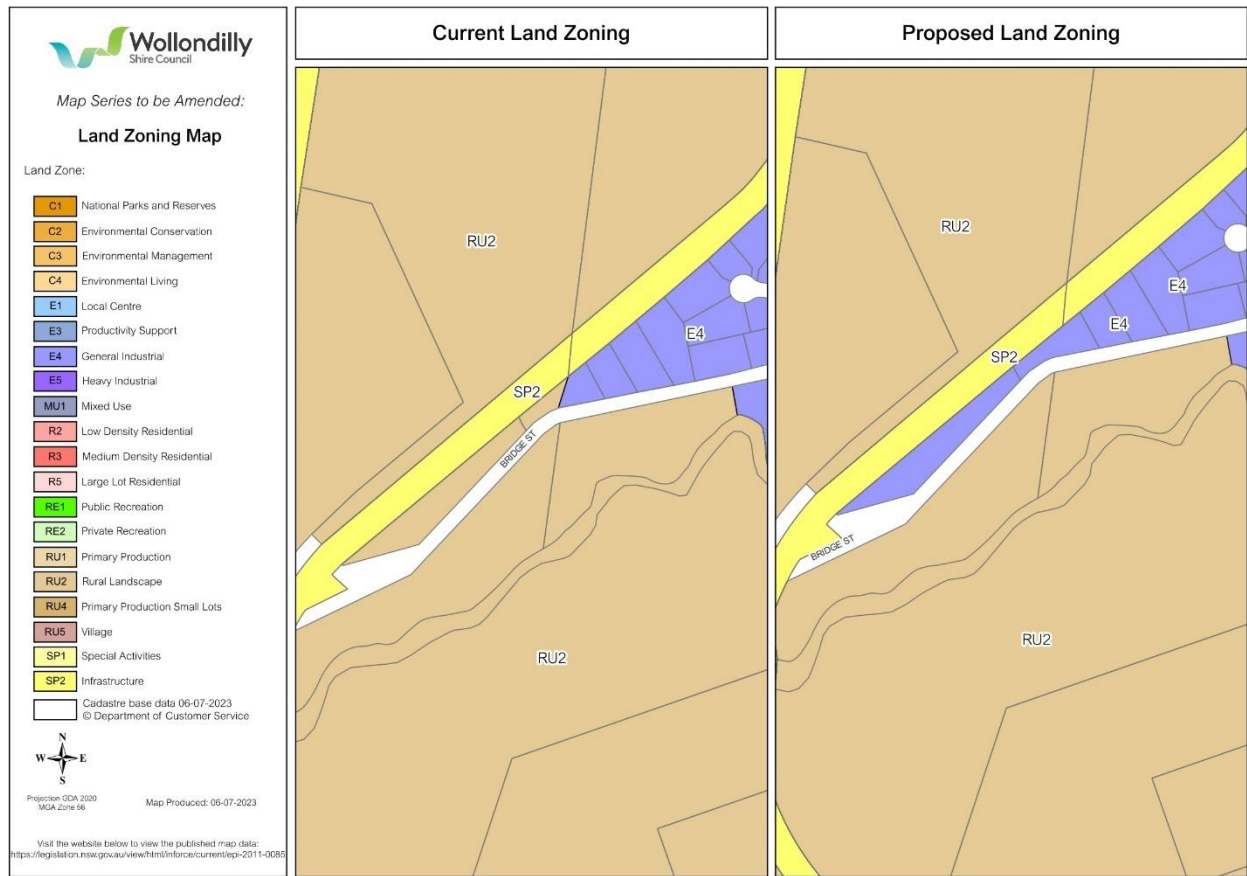 Wollondilly
Shire Council
Map Series to be Amended:
Land Zoning Map
Land Zone:
C1 National Parks and Reserves
C2 Environmental Conservation
C3 Environmental Management
C4 Environmental Living
E1 Local Centre
E3 Productivity Support
E4 General Industrial
E5 Heavy Industrial
MU1 Mixed Use
R2 Low Density Residential
R3 Medium Density Residential
R5 Large Lot Residential
RE1 Public Recreation
RE2 Private Recreation
RU1 Primary Production
RU2 Rural Landscape
RU4 Primary Production Small Lots
RU5 Village
SP1 Special Activities
SP2 Infrastructure
Cadastre base data 06-07-2023
© Department of Customer Service
N
W E
S
Projection GDA 2020
MGA Zone 56
Map Produced: 06-07-2023
Visit the website below to view the published map data:
https://legislation.nsw.gov.au/view/html/inforce/current/epi-2011-0085
Current Land Zoning
RU2
E4
SP2
BRIDGE ST
RU2
Proposed Land Zoning
RU2
E4
E4
SP2
BRIDGE ST
RU2